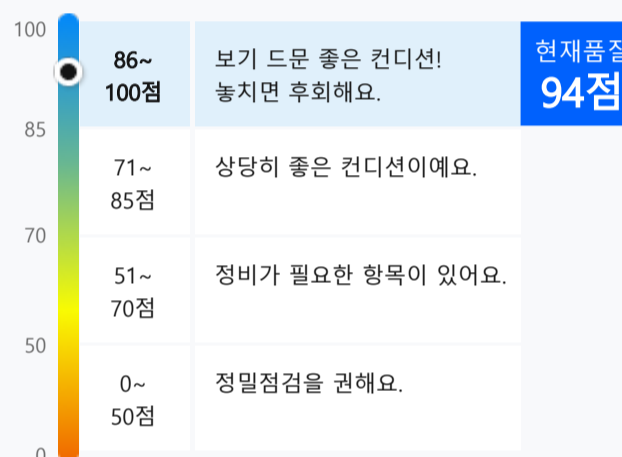 100
86~
100점
보기 드문 좋은 컨디션!
놓치면 후회해요.
현재품질
94점
85
71~
85점
상당히 좋은 컨디션이예요.
70
51~
70점
정비가 필요한 항목이 있어요.
50
0~
50점
정밀점검을 권해요.
0